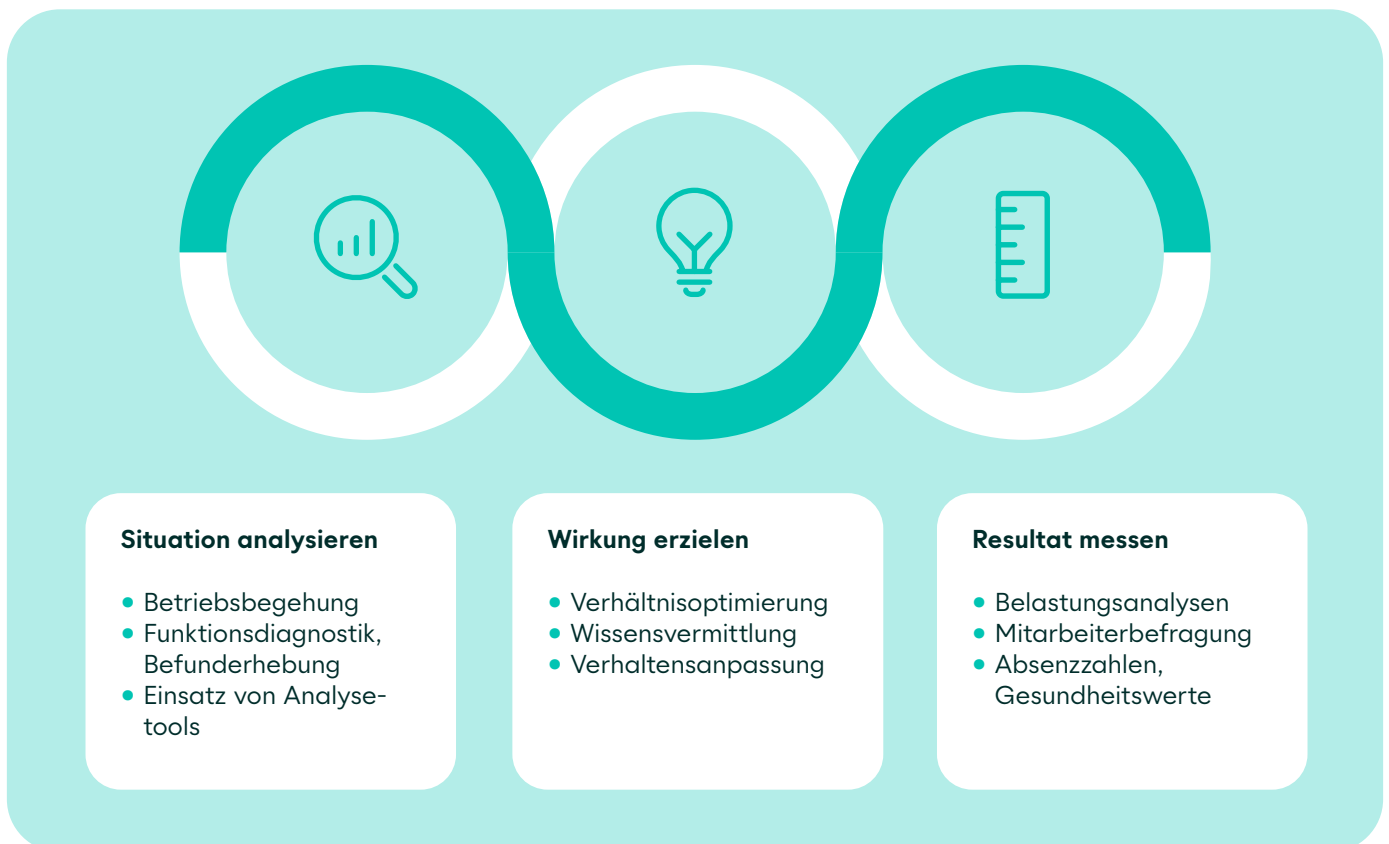 Situation analysieren
• Betriebsbegehung
• Funktionsdiagnostik,
Befunderhebung
• Einsatz von Analyse-
tools
Wirkung erzielen
• Verhältnisoptimierung
• Wissensvermittlung
• Verhaltensanpassung
Resultat messen
• Belastungsanalysen
• Mitarbeiterbefragung
• Absenzzahlen,
Gesundheitswerte